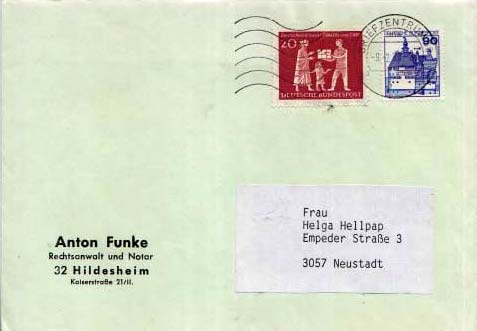 20
DEUTSCHE BUNDESPOST
90
BRIEFZENTRUM
Anton Funke
Rechtsanwalt und Notar
32 Hildesheim
Kaiserstraße 21/II.
Frau
Helga Hellpap
Empeder Straße 3
3057 Neustadt